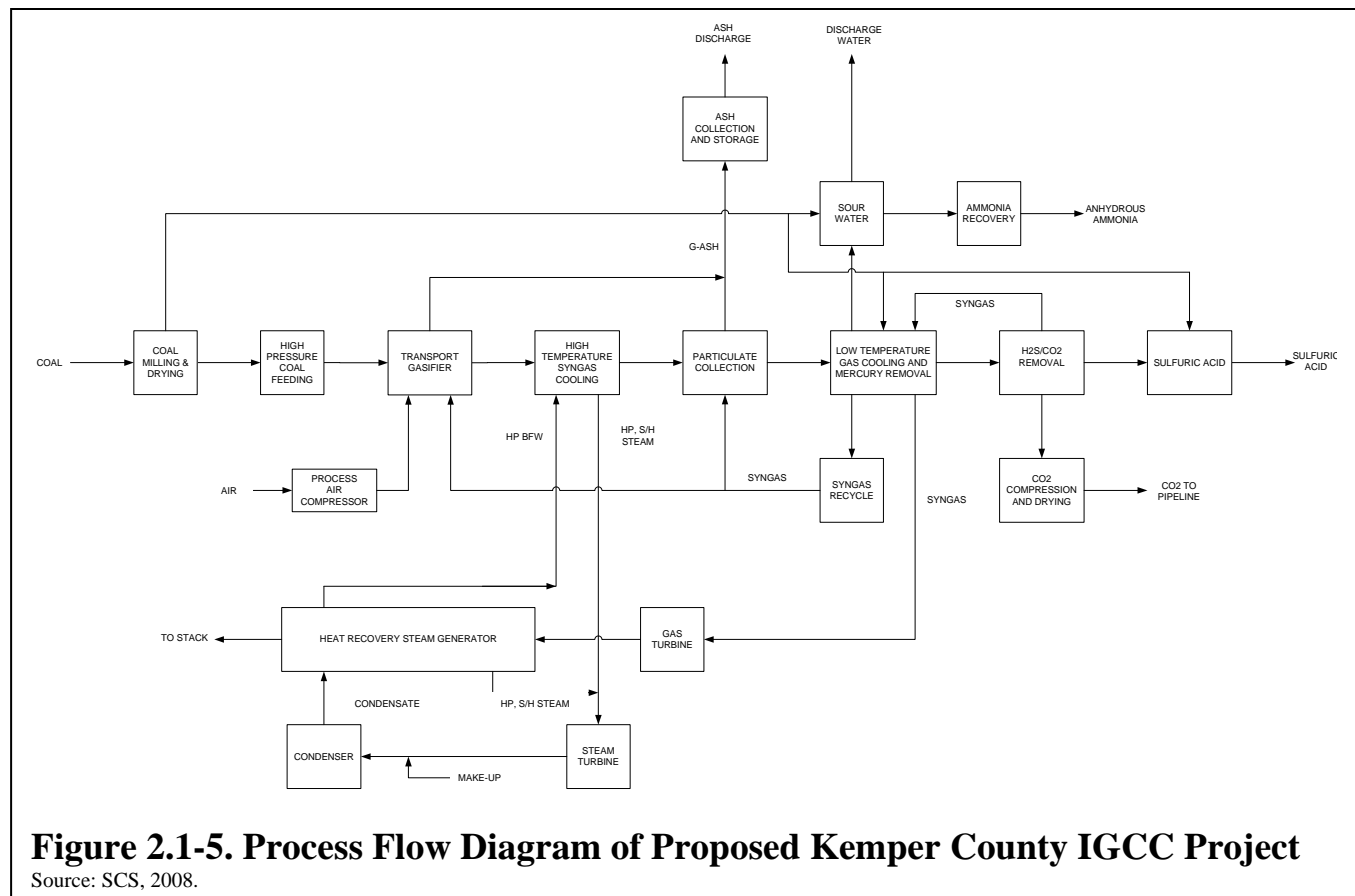 ASH
DISCHARGE
DISCHARGE
WATER
ASH
COLLECTION
AND STORAGE
SOUR
WATER
AMMONIA
RECOVERY
ANHYDROUS
AMMONIA
G-ASH
SYNGAS
COAL
COAL
MILLING &
DRYING
HIGH
PRESSURE
COAL
FEEDING
TRANSPORT
GASIFIER
HIGH
TEMPERATURE
SYNGAS
COOLING
PARTICULATE
COLLECTION
LOW TEMPERATURE
GAS COOLING AND
MERCURY REMOVAL
H2S/CO2
REMOVAL
SULFURIC ACID
SULFURIC
ACID
HP BFW
HP, S/H
STEAM
AIR
PROCESS
AIR
COMPRESSOR
SYNGAS
SYNGAS
RECYCLE
SYNGAS
CO2
COMPRESSION
AND DRYING
CO2 TO
PIPELINE
TO STACK
HEAT RECOVERY STEAM GENERATOR
GAS
TURBINE
CONDENSATE
HP, S/H STEAM
CONDENSER
STEAM
TURBINE
MAKE-UP
Figure 2.1-5. Process Flow Diagram of Proposed Kemper County IGCC Project
Source: SCS, 2008.